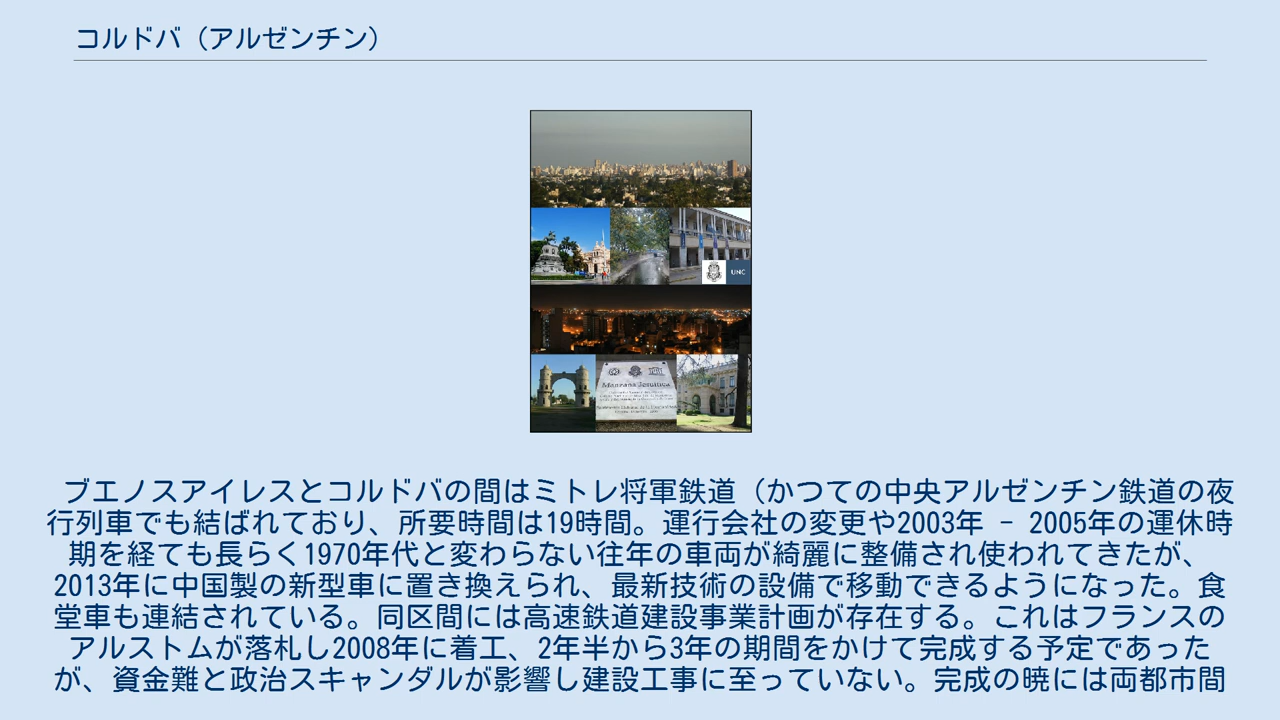 コルドバ（アルゼンチン）
UNC
Manzana Jesuitica
ブエノスアイレスとコルドバの間はミトレ将軍鉄道（かつての中央アルゼンチン鉄道の夜
行列車でも結ばれており、所要時間は19時間。運行会社の変更や2003年 - 2005年の運休時
期を経ても長らく1970年代と変わらない往年の車両が綺麗に整備され使われてきたが、
2013年に中国製の新型車に置き換えられ、最新技術の設備で移動できるようになった。食
堂車も連結されている。同区間には高速鉄道建設事業計画が存在する。これはフランスの
アルストムが落札し2008年に着工、2年半から3年の期間をかけて完成する予定であった
が、資金難と政治スキャンダルが影響し建設工事に至っていない。完成の暁には両都市間